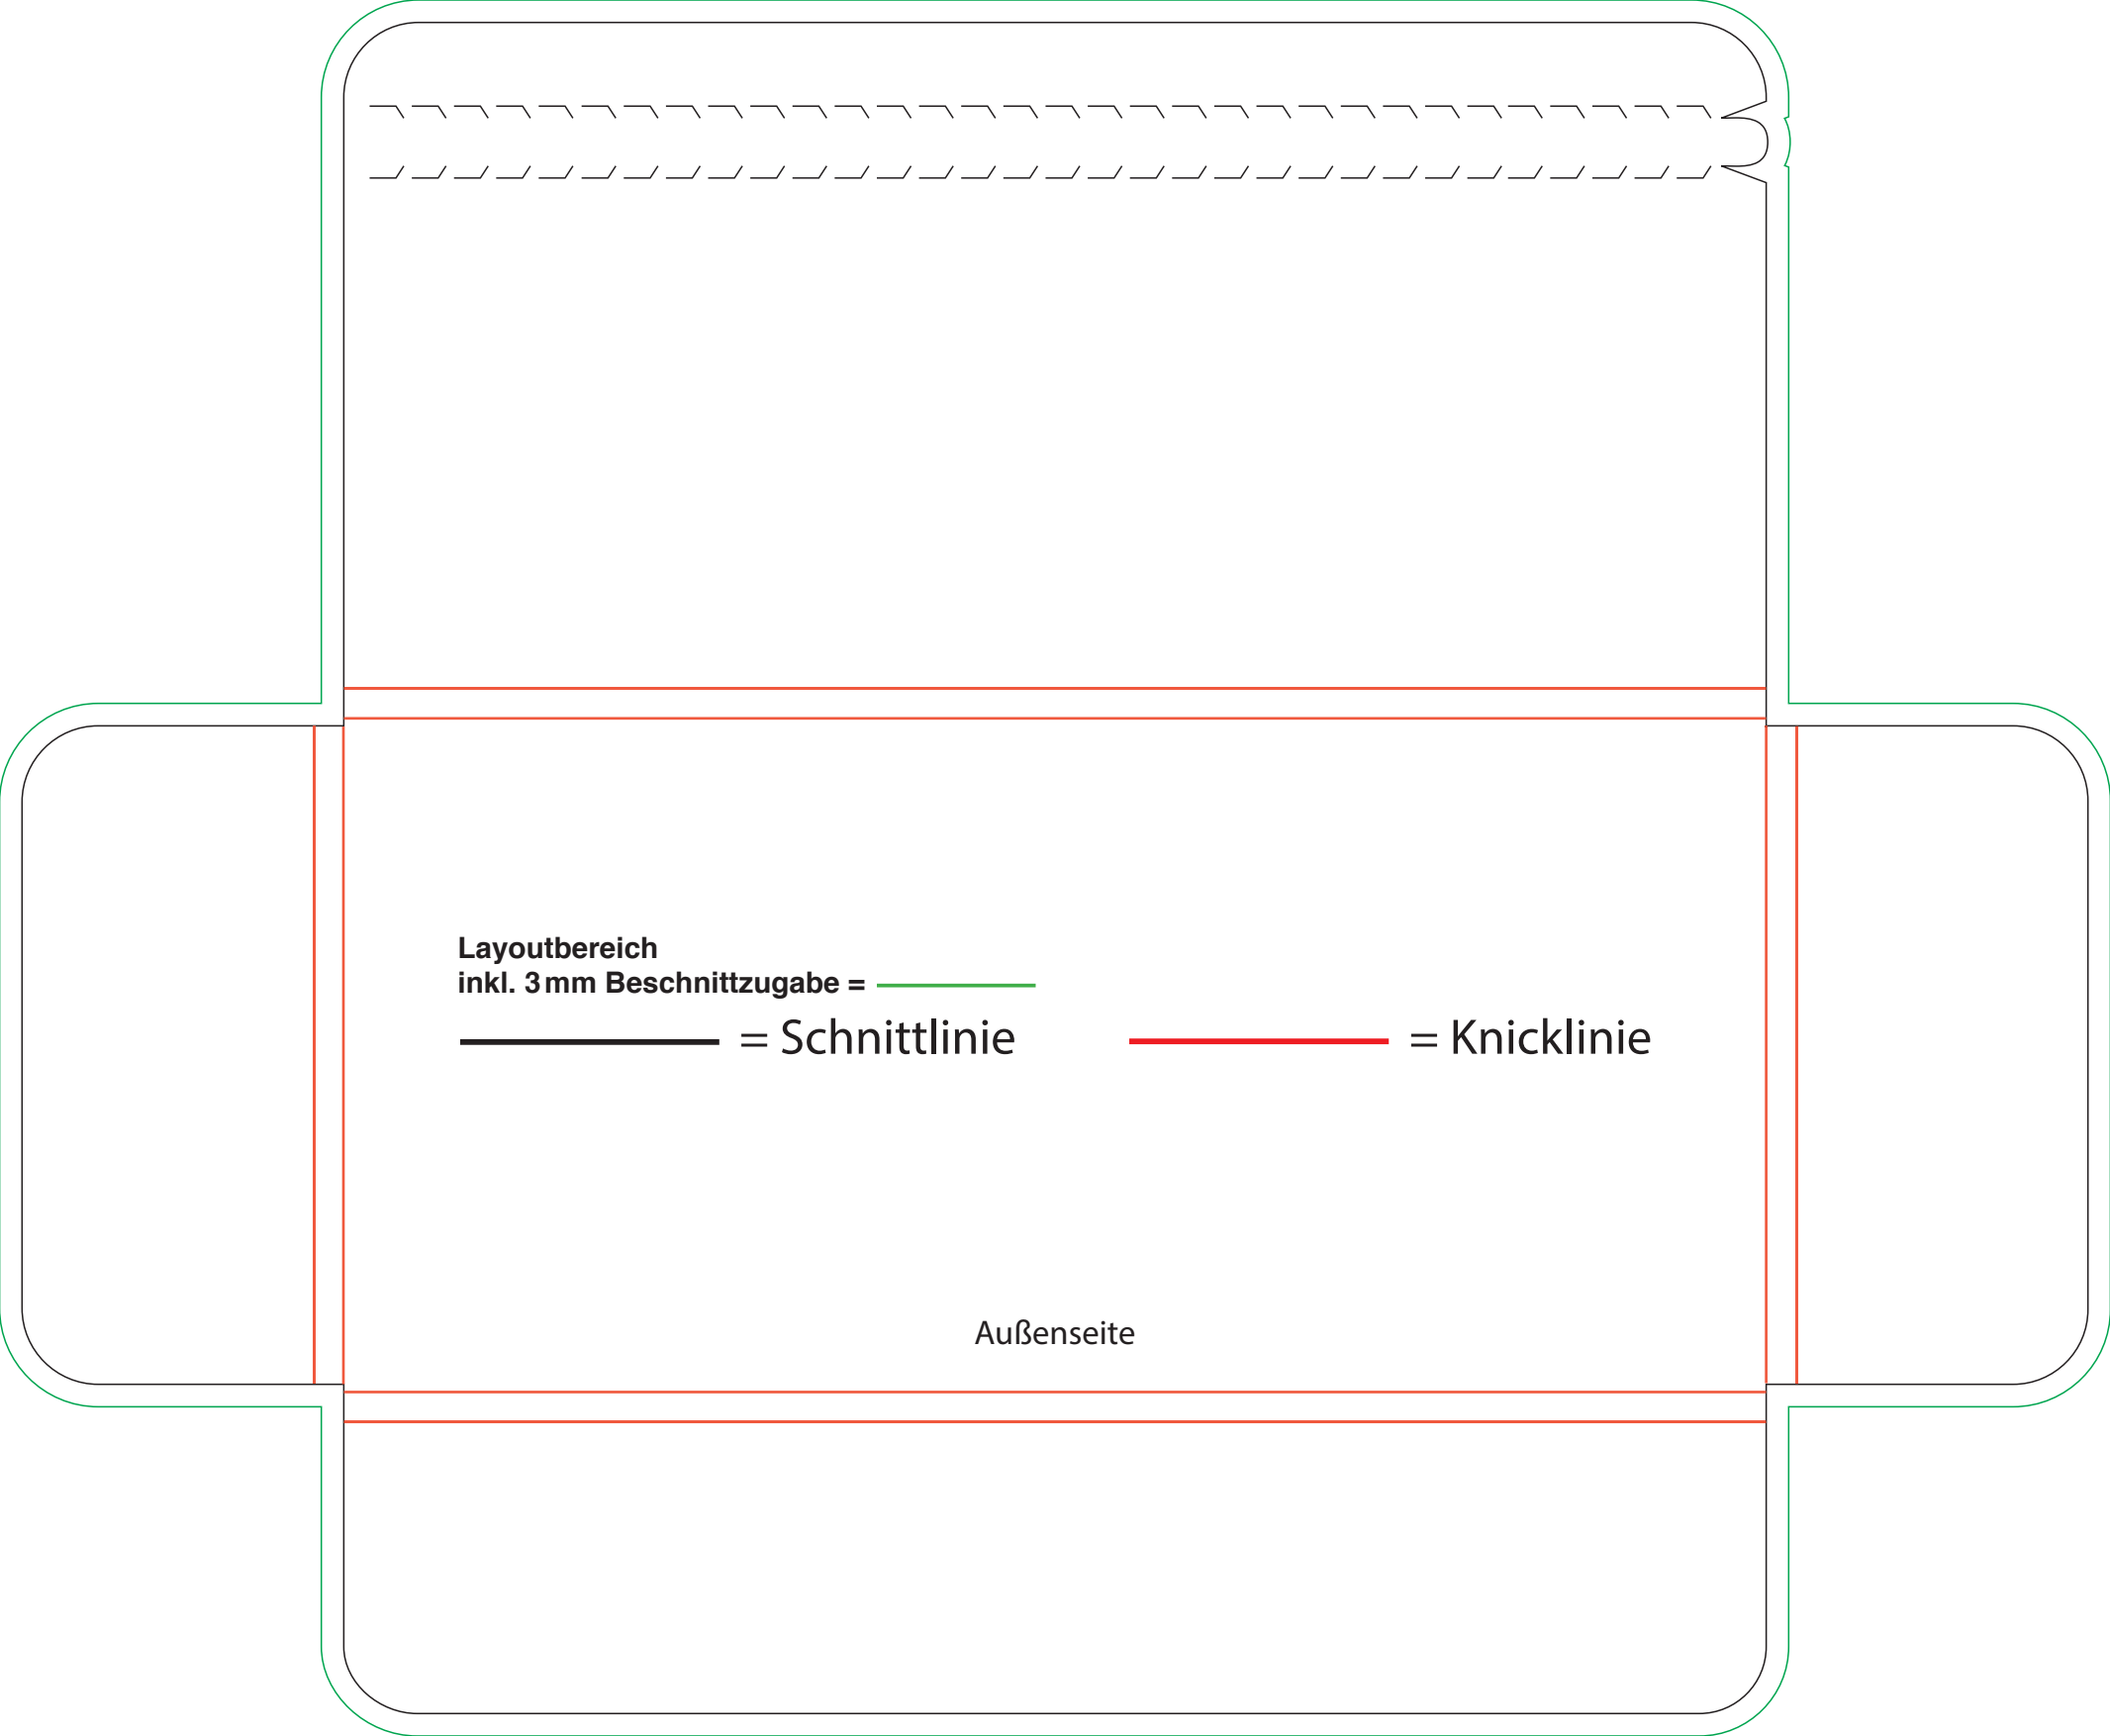 Layoutbereich
inkl. 3 mm Beschnittzugabe =
= Schnittlinie
= Knicklinie
Außenseite